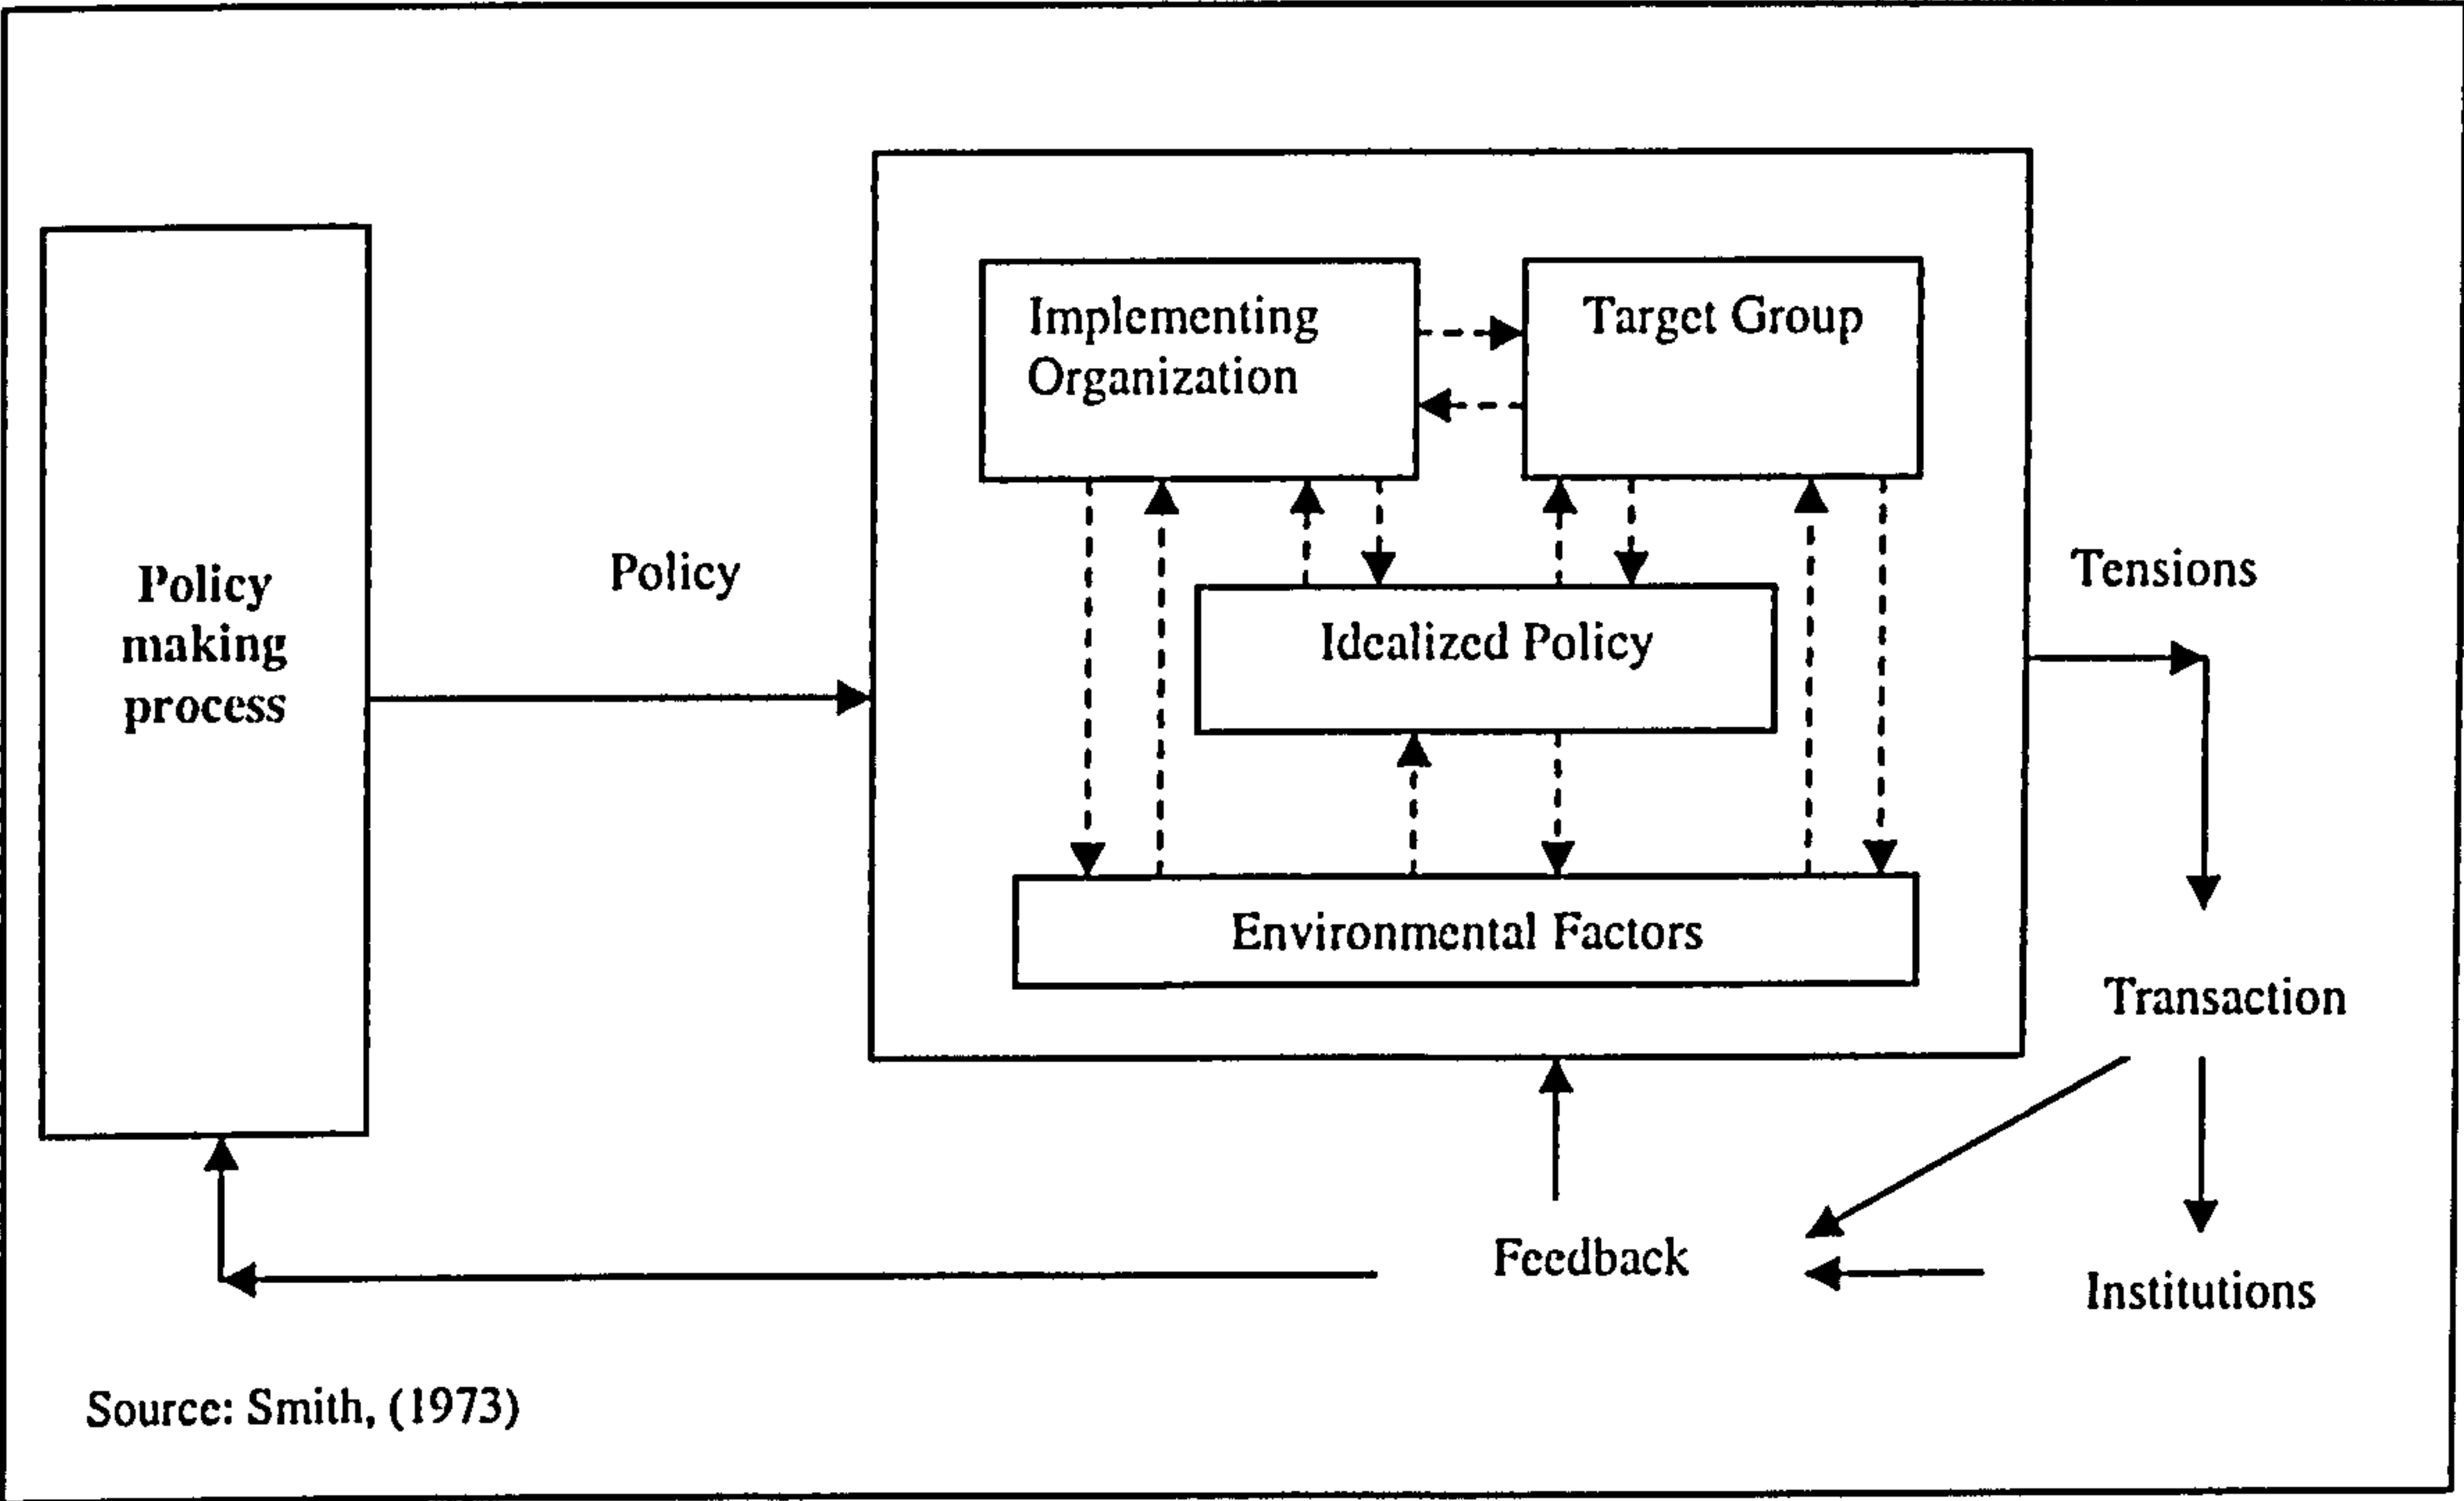 Implementing
Organization
Target Group
Policy
making
process
Policy
Idealized Policy
Tensions
Environmental Factors
Transaction
Feedback
Institutions
Source: Smith, (1973)